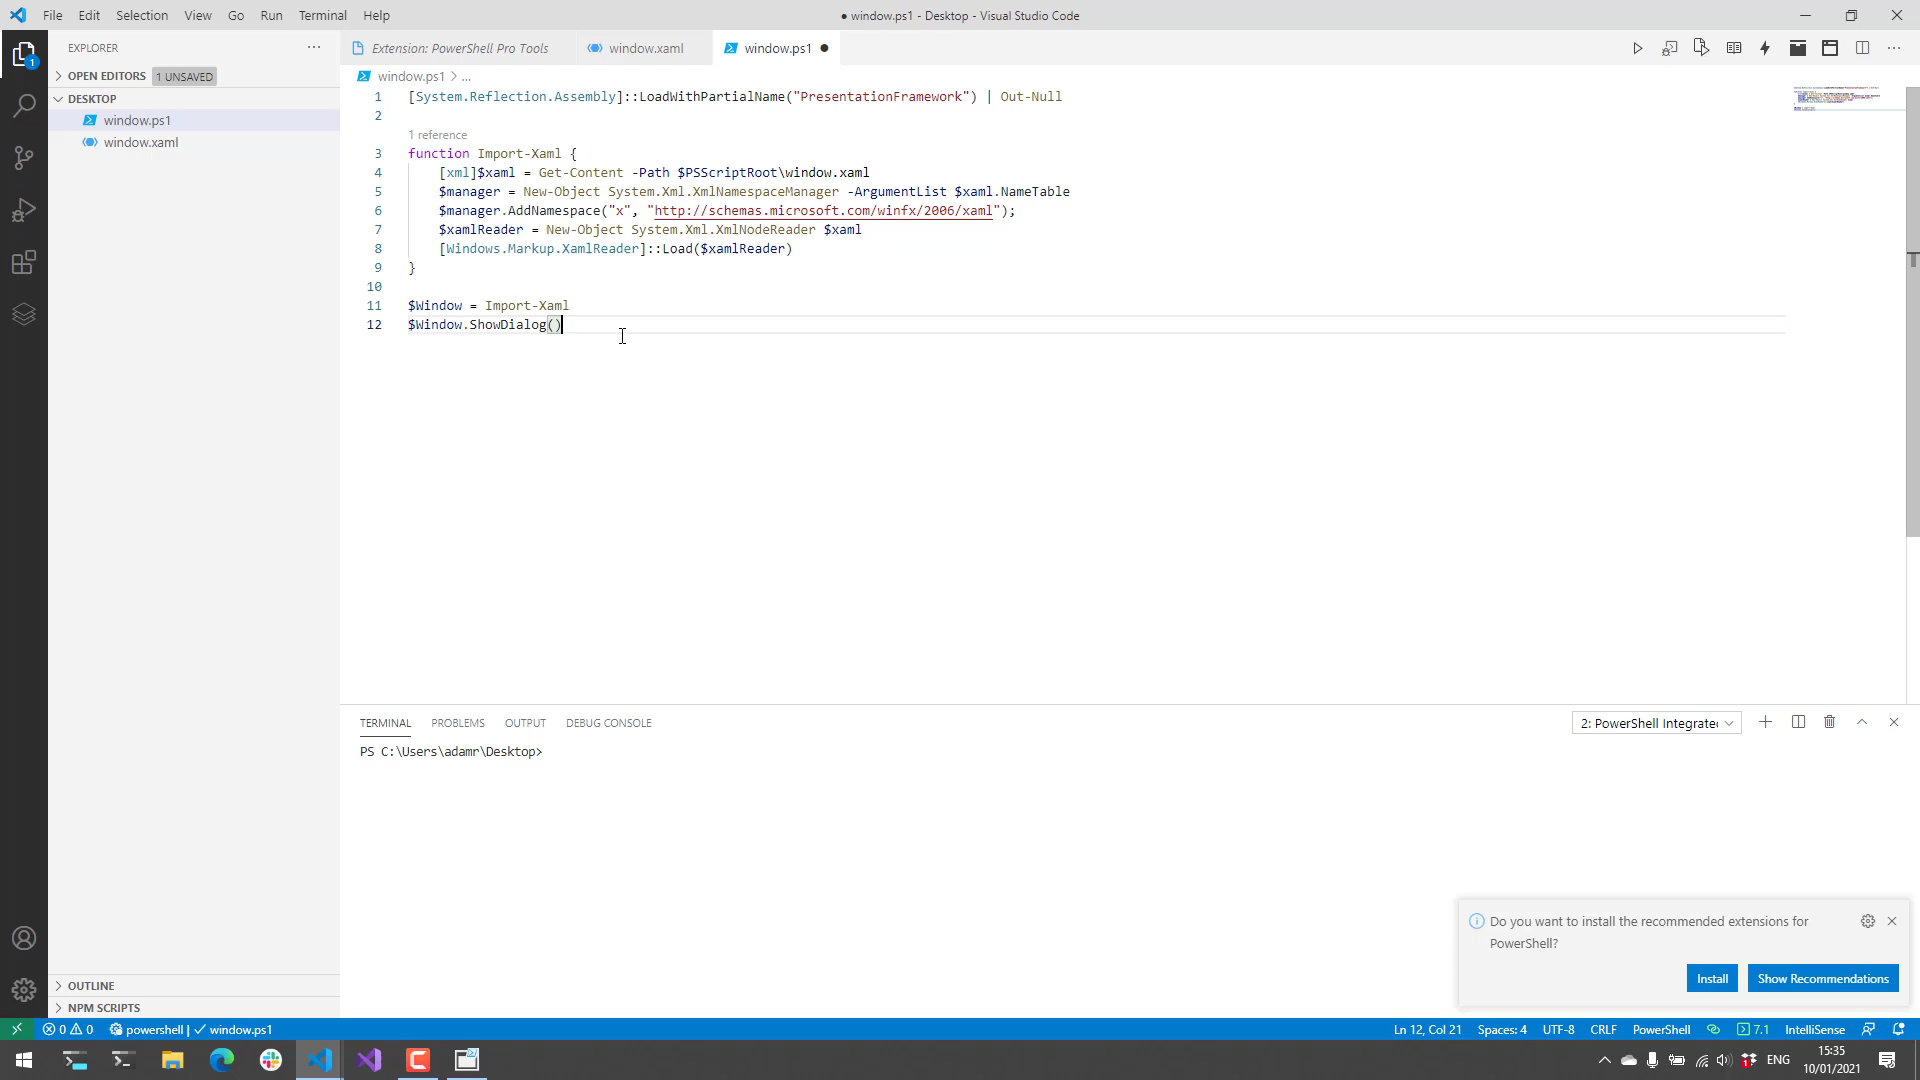 File Edit Selection View Go Run Terminal Help
● window.ps1 - Desktop - Visual Studio Code
EXPLORER
Extension: PowerShell Pro Tools
window.xaml
window.ps1
OPEN EDITORS 1 UNSAVED
window.ps1 > ...
DESKTOP
window.ps1
window.xaml
1 [System.Reflection.Assembly]::LoadWithPartialName("PresentationFramework") | Out-Null
2
1 reference
3 function Import-Xaml {
4 [xml]$xaml = Get-Content -Path $PSScriptRoot\window.xaml
5 $manager = New-Object System.Xml.XmlNamespaceManager -ArgumentList $xaml.NameTable
6 $manager.AddNamespace("x", "http://schemas.microsoft.com/winfx/2006/xaml");
7 $xamlReader = New-Object System.Xml.XmlNodeReader $xaml
8 [Windows.Markup.XamlReader]::Load($xamlReader)
9 }
10
11 $Window = Import-Xaml
12 $Window.ShowDialog()
TERMINAL PROBLEMS OUTPUT DEBUG CONSOLE
2: PowerShell Integrated
PS C:\Users\adamr\Desktop>
Do you want to install the recommended extensions for
PowerShell?
Install
Show Recommendations
OUTLINE
NPM SCRIPTS
1
0 0 powershell | window.ps1
Ln 12, Col 21 Spaces: 4 UTF-8 CRLF PowerShell 7.1 IntelliSense
ENG
15:35
10/01/2021